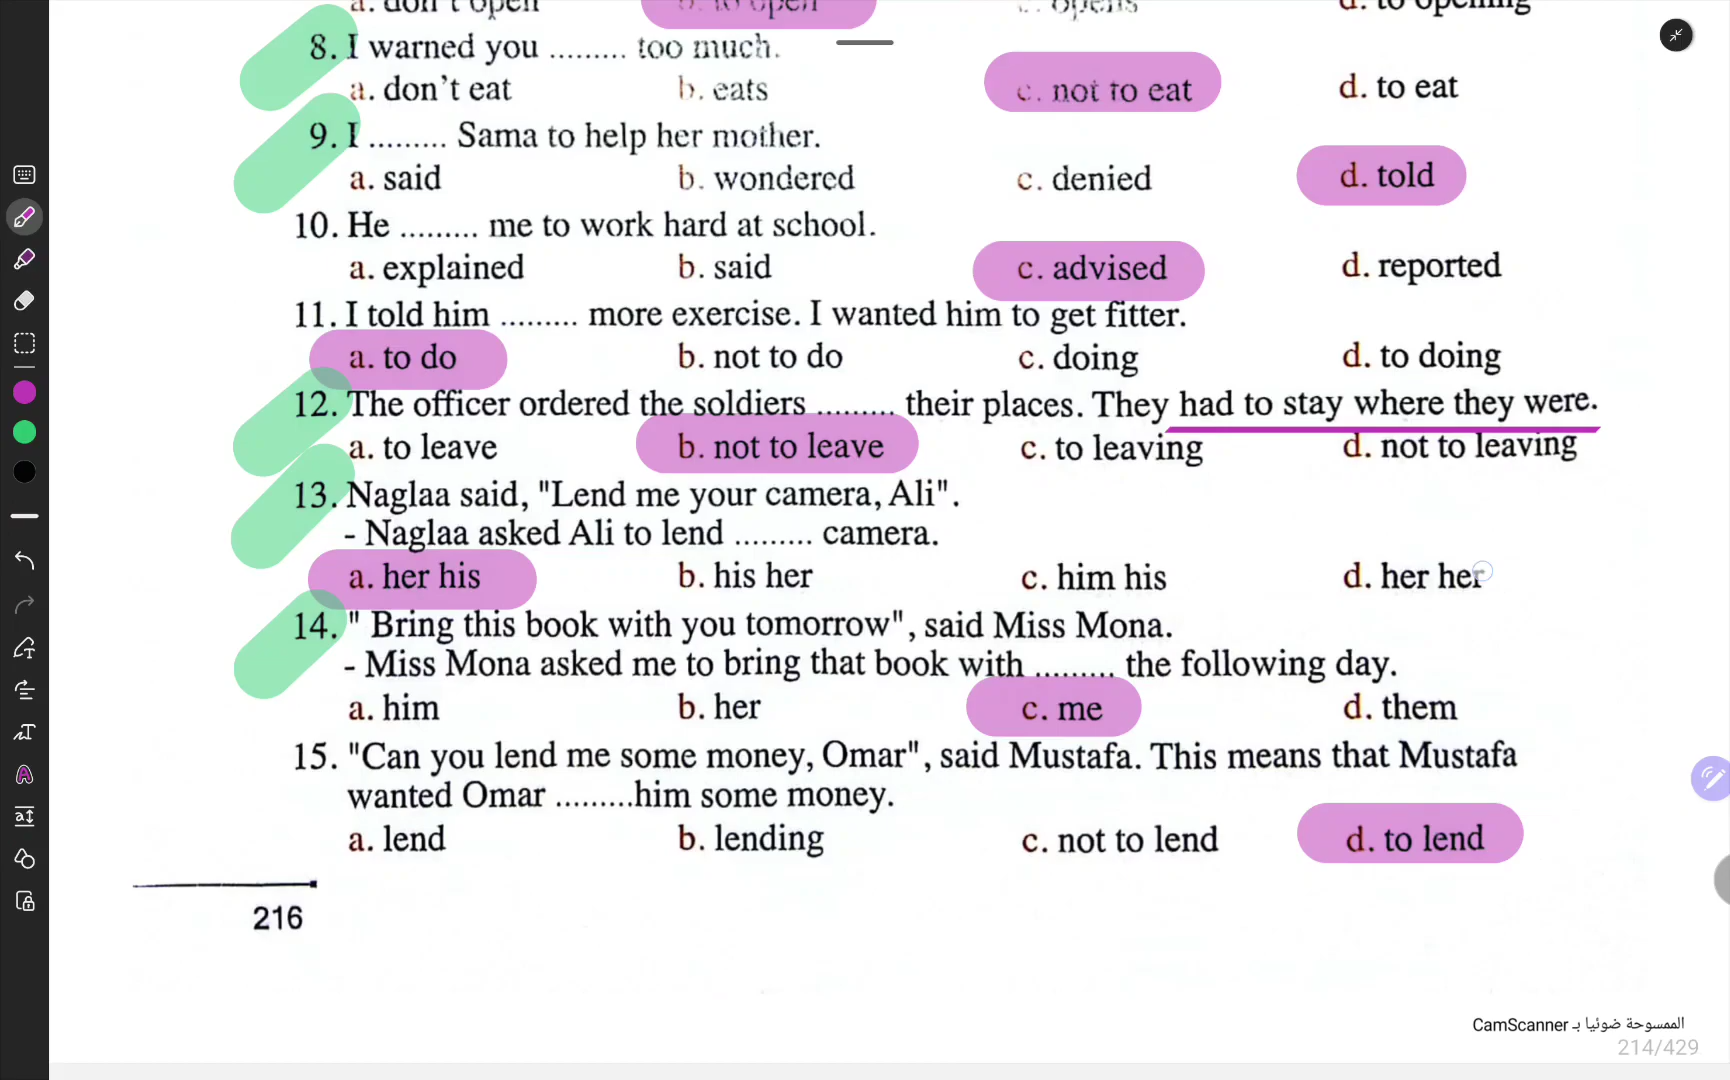 a. don't open b. to open c. opens d. to opening
8. I warned you ......... too much.
a. don't eat b. eats c. not to eat d. to eat
9. I ......... Sama to help her mother.
a. said b. wondered c. denied d. told
10. He ......... me to work hard at school.
a. explained b. said c. advised d. reported
11. I told him ......... more exercise. I wanted him to get fitter.
a. to do b. not to do c. doing d. to doing
12. The officer ordered the soldiers ......... their places. They had to stay where they were.
a. to leave b. not to leave c. to leaving d. not to leaving
13. Naglaa said, "Lend me your camera, Ali".
- Naglaa asked Ali to lend ......... camera.
a. her his b. his her c. him his d. her her
14. " Bring this book with you tomorrow", said Miss Mona.
- Miss Mona asked me to bring that book with ......... the following day.
a. him b. her c. me d. them
15. "Can you lend me some money, Omar", said Mustafa. This means that Mustafa
wanted Omar .........him some money.
a. lend b. lending c. not to lend d. to lend
216
الممسوحة ضوئيا بـ CamScanner
214/429